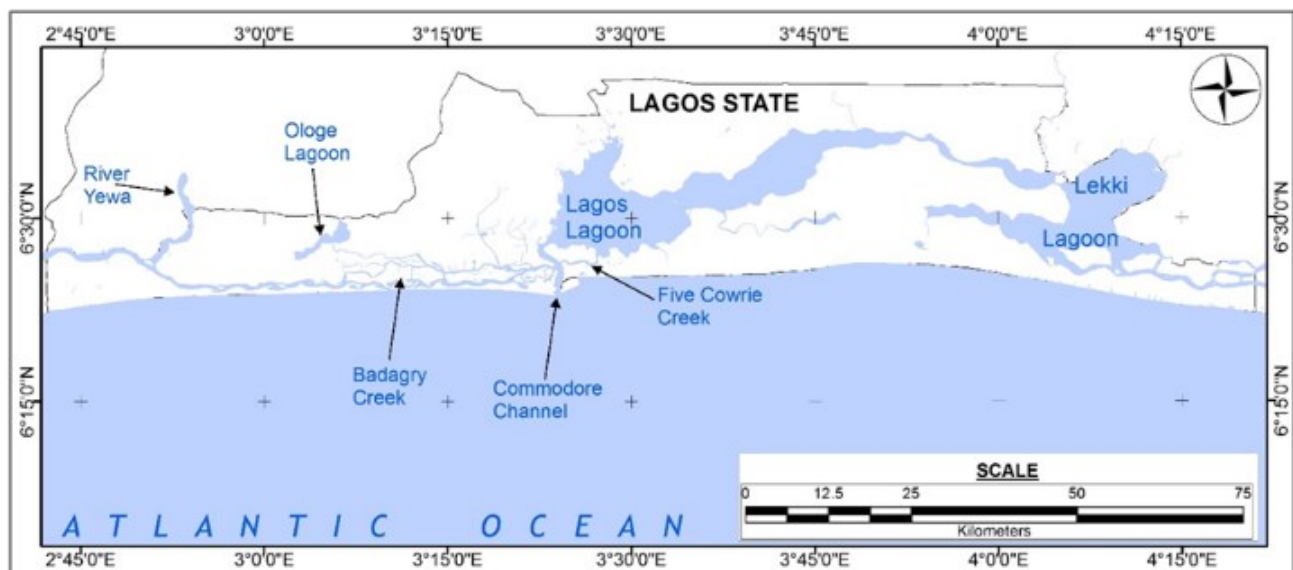 2°45'0"E 3°0'0"E 3°15'0"E 3°30'0"E 3°45'0"E 4°0'0"E 4°15'0"E
LAGOS STATE
Ologe
Lagoon
River
Yewa
Lekki
Lagos
Lagoon
Lagoon
6°30'0"N
6°30'0"N
Five Cowrie
Creek
Badagry
Creek
Commodore
Channel
6°15'0"N
6°15'0"N
SCALE
0 12.5 25 50 75
Kilometers
ATLANTIC OCEAN
2°45'0"E 3°0'0"E 3°15'0"E 3°30'0"E 3°45'0"E 4°0'0"E 4°15'0"E